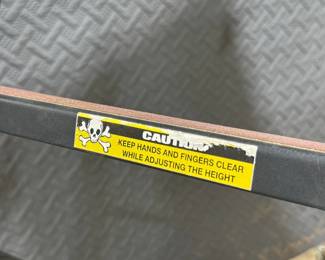 CAUTION
KEEP HANDS AND FINGERS CLEAR
WHILE ADJUSTING THE HEIGHT